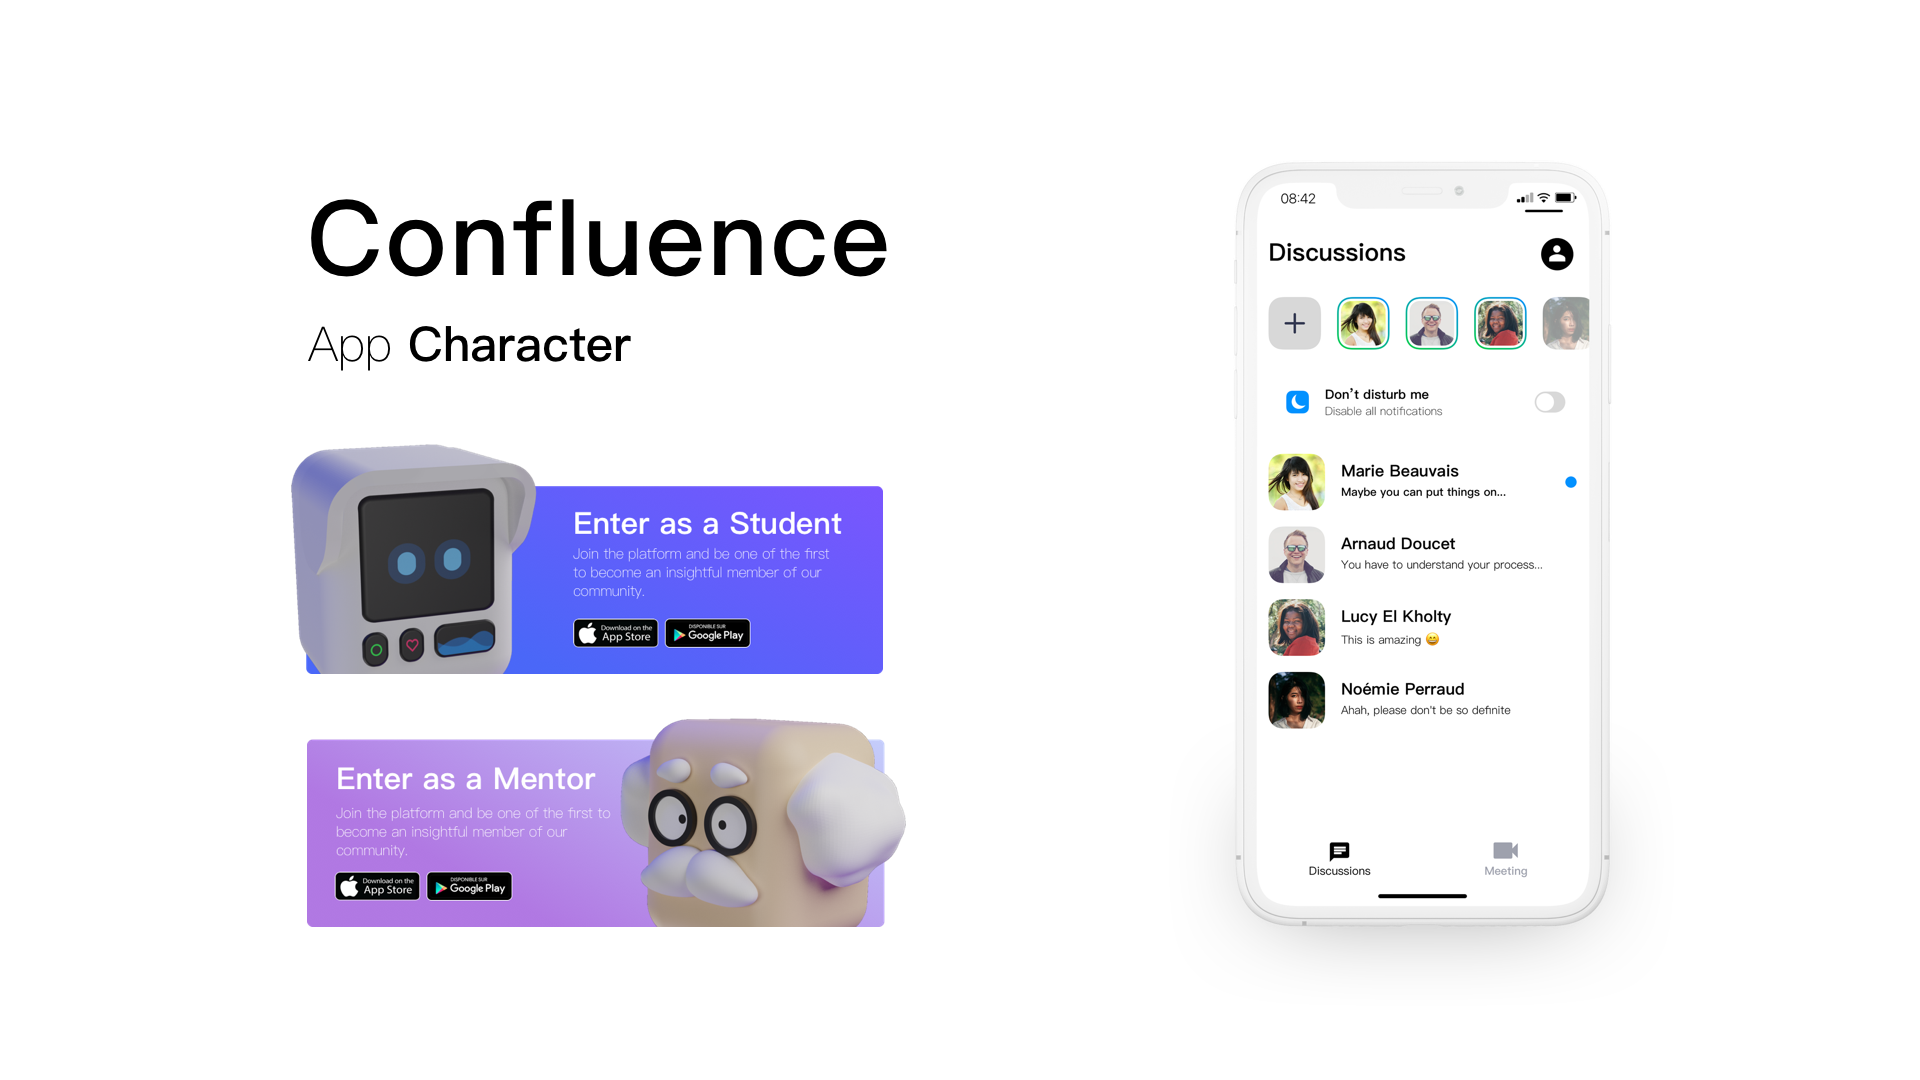 Confluence
App Character
Enter as a Student
Join the platform and be one of the first
to become an insightful member of our
community.
Download on the
App Store
DISPONIBLE SUR
Google Play
Enter as a Mentor
Join the platform and be one of the first to
become an insightful member of our
community.
Download on the
App Store
DISPONIBLE SUR
Google Play
08:42
Discussions
Don't disturb me
Disable all notifications
Marie Beauvais
Maybe you can put things on...
Arnaud Doucet
You have to understand your process...
Lucy El Kholty
This is amazing 😄
Noémie Perraud
Ahah, please don't be so definite
Discussions
Meeting